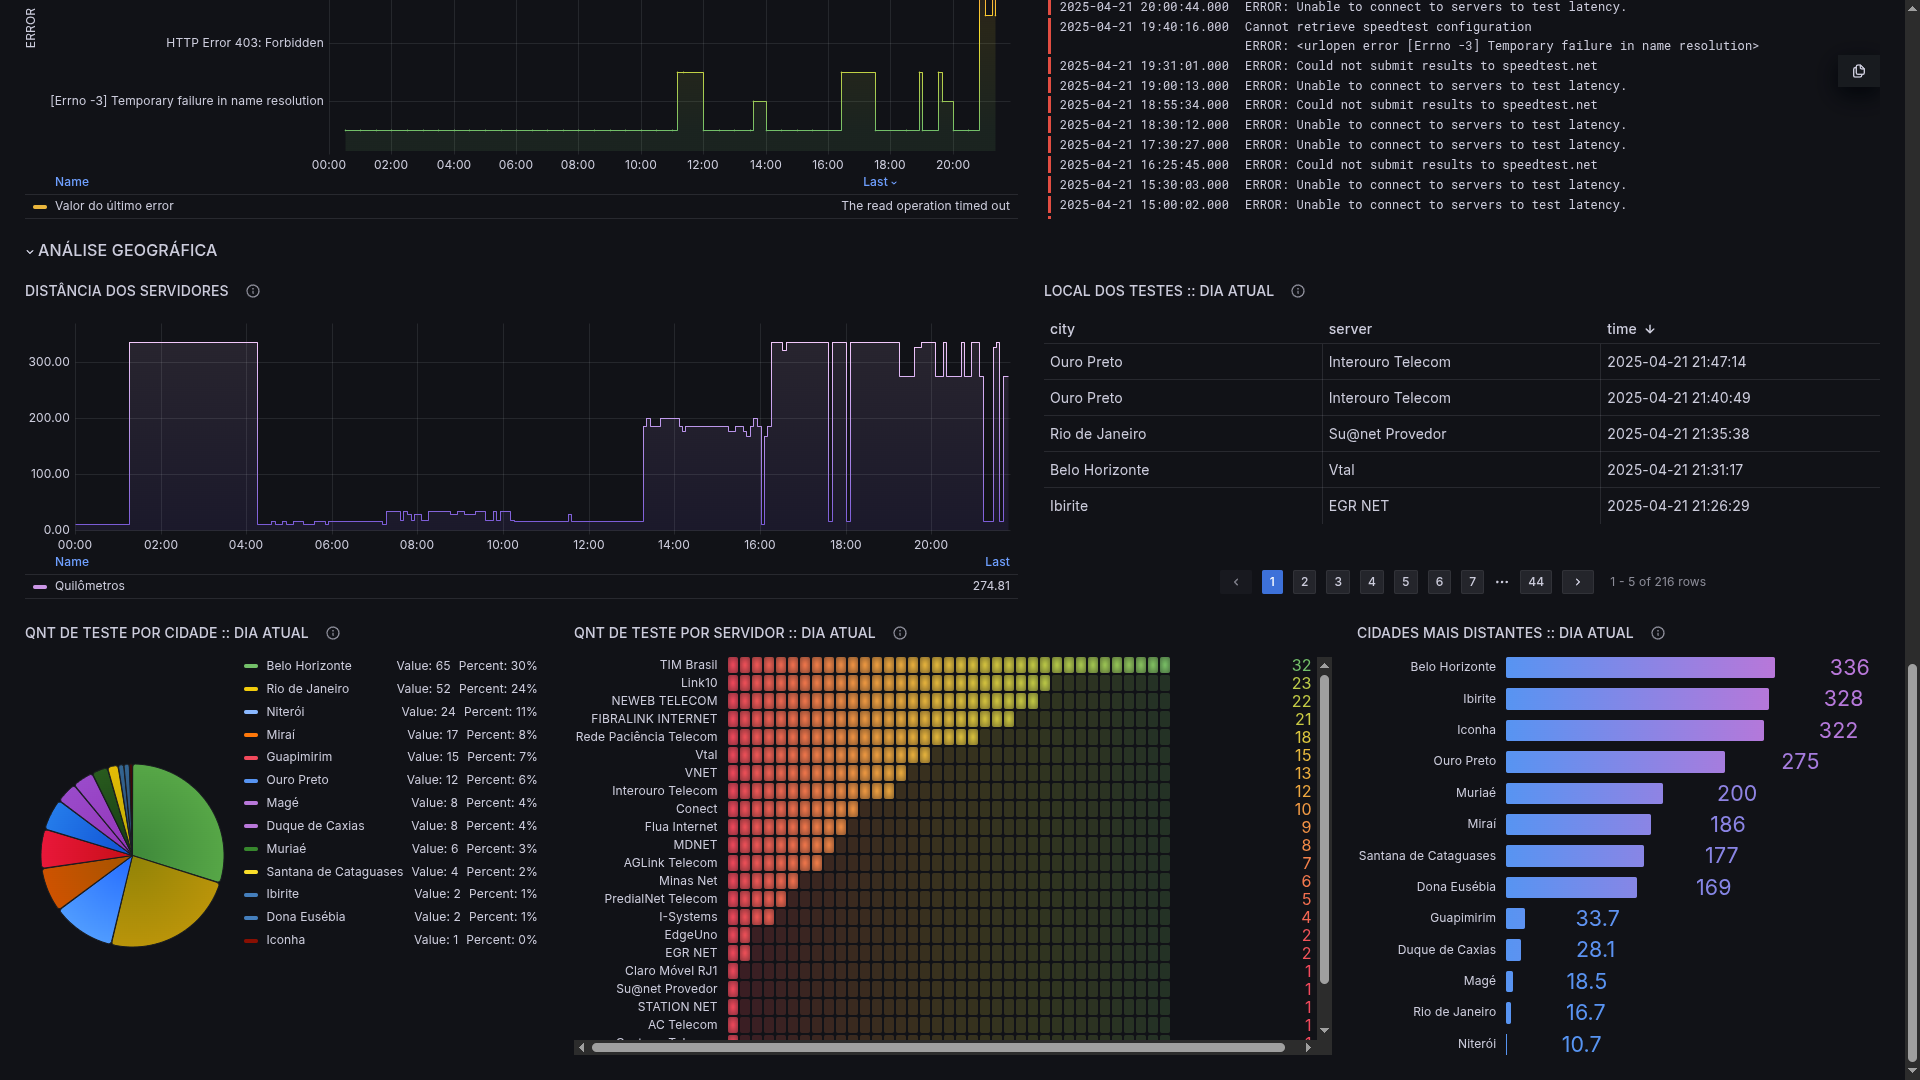 ERROR
HTTP Error 403: Forbidden
[Errno -3] Temporary failure in name resolution
00:00 02:00 04:00 06:00 08:00 10:00 12:00 14:00 16:00 18:00 20:00
Name Last
Valor do último error The read operation timed out
2025-04-21 20:00:44.000 ERROR: Unable to connect to servers to test latency.
2025-04-21 19:40:16.000 Cannot retrieve speedtest configuration
ERROR: <urlopen error [Errno -3] Temporary failure in name resolution>
2025-04-21 19:31:01.000 ERROR: Could not submit results to speedtest.net
2025-04-21 19:00:13.000 ERROR: Unable to connect to servers to test latency.
2025-04-21 18:55:34.000 ERROR: Could not submit results to speedtest.net
2025-04-21 18:30:12.000 ERROR: Unable to connect to servers to test latency.
2025-04-21 17:30:27.000 ERROR: Unable to connect to servers to test latency.
2025-04-21 16:25:45.000 ERROR: Could not submit results to speedtest.net
2025-04-21 15:30:03.000 ERROR: Unable to connect to servers to test latency.
2025-04-21 15:00:02.000 ERROR: Unable to connect to servers to test latency.
ANÁLISE GEOGRÁFICA
DISTÂNCIA DOS SERVIDORES
300.00
200.00
100.00
0.00
00:00 02:00 04:00 06:00 08:00 10:00 12:00 14:00 16:00 18:00 20:00
Name Last
Quilômetros 274.81
LOCAL DOS TESTES :: DIA ATUAL
city server time
Ouro Preto Interouro Telecom 2025-04-21 21:47:14
Ouro Preto Interouro Telecom 2025-04-21 21:40:49
Rio de Janeiro Su@net Provedor 2025-04-21 21:35:38
Belo Horizonte Vtal 2025-04-21 21:31:17
Ibirite EGR NET 2025-04-21 21:26:29
1 2 3 4 5 6 7 ··· 44 1 - 5 of 216 rows
QNT DE TESTE POR CIDADE :: DIA ATUAL
Belo Horizonte Value: 65 Percent: 30%
Rio de Janeiro Value: 52 Percent: 24%
Niterói Value: 24 Percent: 11%
Miraí Value: 17 Percent: 8%
Guapimirim Value: 15 Percent: 7%
Ouro Preto Value: 12 Percent: 6%
Magé Value: 8 Percent: 4%
Duque de Caxias Value: 8 Percent: 4%
Muriaé Value: 6 Percent: 3%
Santana de Cataguases Value: 4 Percent: 2%
Ibirite Value: 2 Percent: 1%
Dona Eusébia Value: 2 Percent: 1%
Iconha Value: 1 Percent: 0%
QNT DE TESTE POR SERVIDOR :: DIA ATUAL
TIM Brasil 32
Link10 23
NEWEB TELECOM 22
FIBRALINK INTERNET 21
Rede Paciência Telecom 18
Vtal 15
VNET 13
Interouro Telecom 12
Conect 10
Flua Internet 9
MDNET 8
AGLink Telecom 7
Minas Net 6
PredialNet Telecom 5
I-Systems 4
EdgeUno 2
EGR NET 2
Claro Móvel RJ1 1
Su@net Provedor 1
STATION NET 1
AC Telecom 1
CIDADES MAIS DISTANTES :: DIA ATUAL
Belo Horizonte 336
Ibirite 328
Iconha 322
Ouro Preto 275
Muriaé 200
Miraí 186
Santana de Cataguases 177
Dona Eusébia 169
Guapimirim 33.7
Duque de Caxias 28.1
Magé 18.5
Rio de Janeiro 16.7
Niterói 10.7